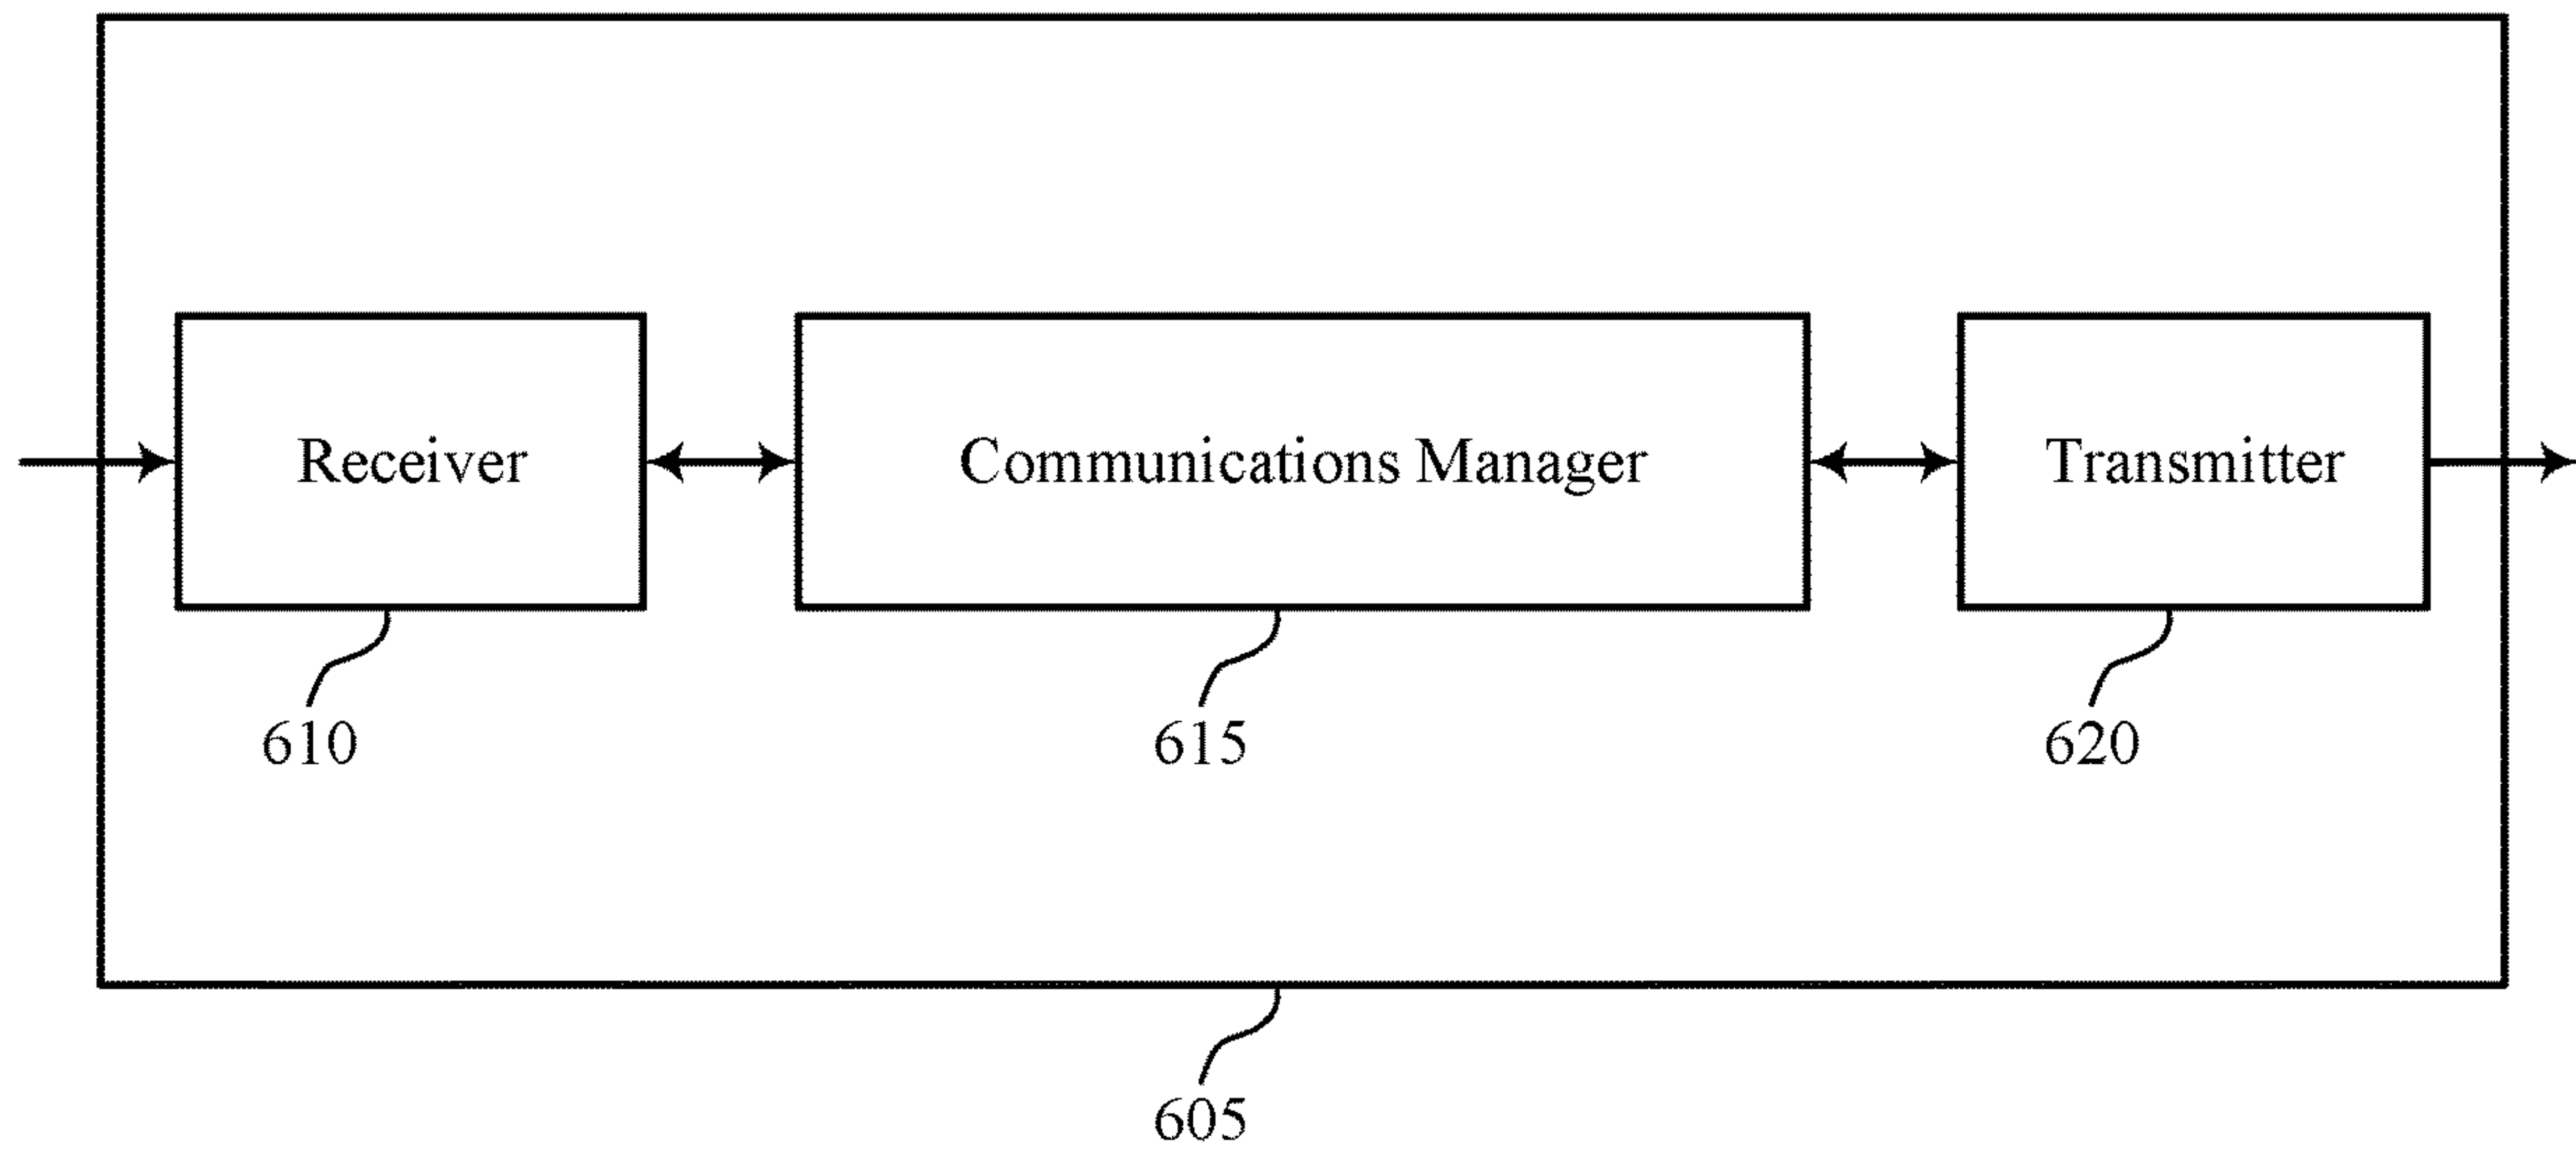 Receiver
Communications Manager
Transmitter
610
615
620
605